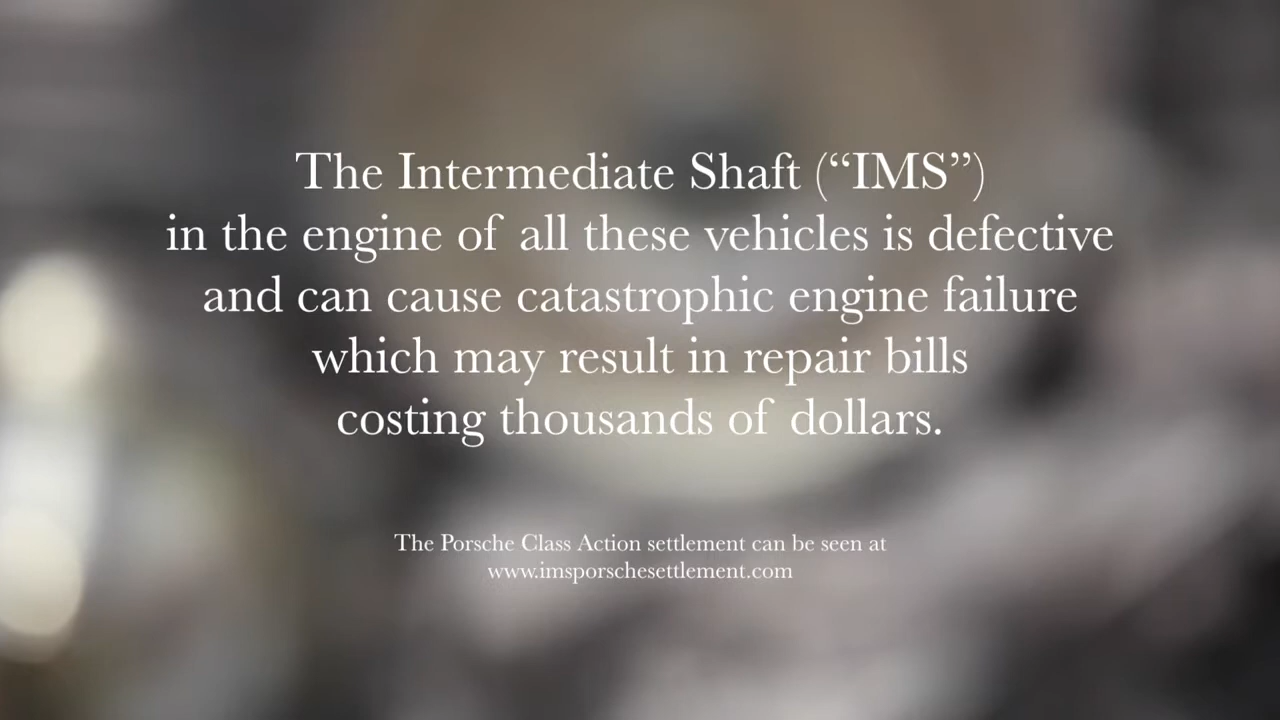 The Intermediate Shaft (“IMS”)
in the engine of all these vehicles is defective
and can cause catastrophic engine failure
which may result in repair bills
costing thousands of dollars.
The Porsche Class Action settlement can be seen at
www.imsporschesettlement.com